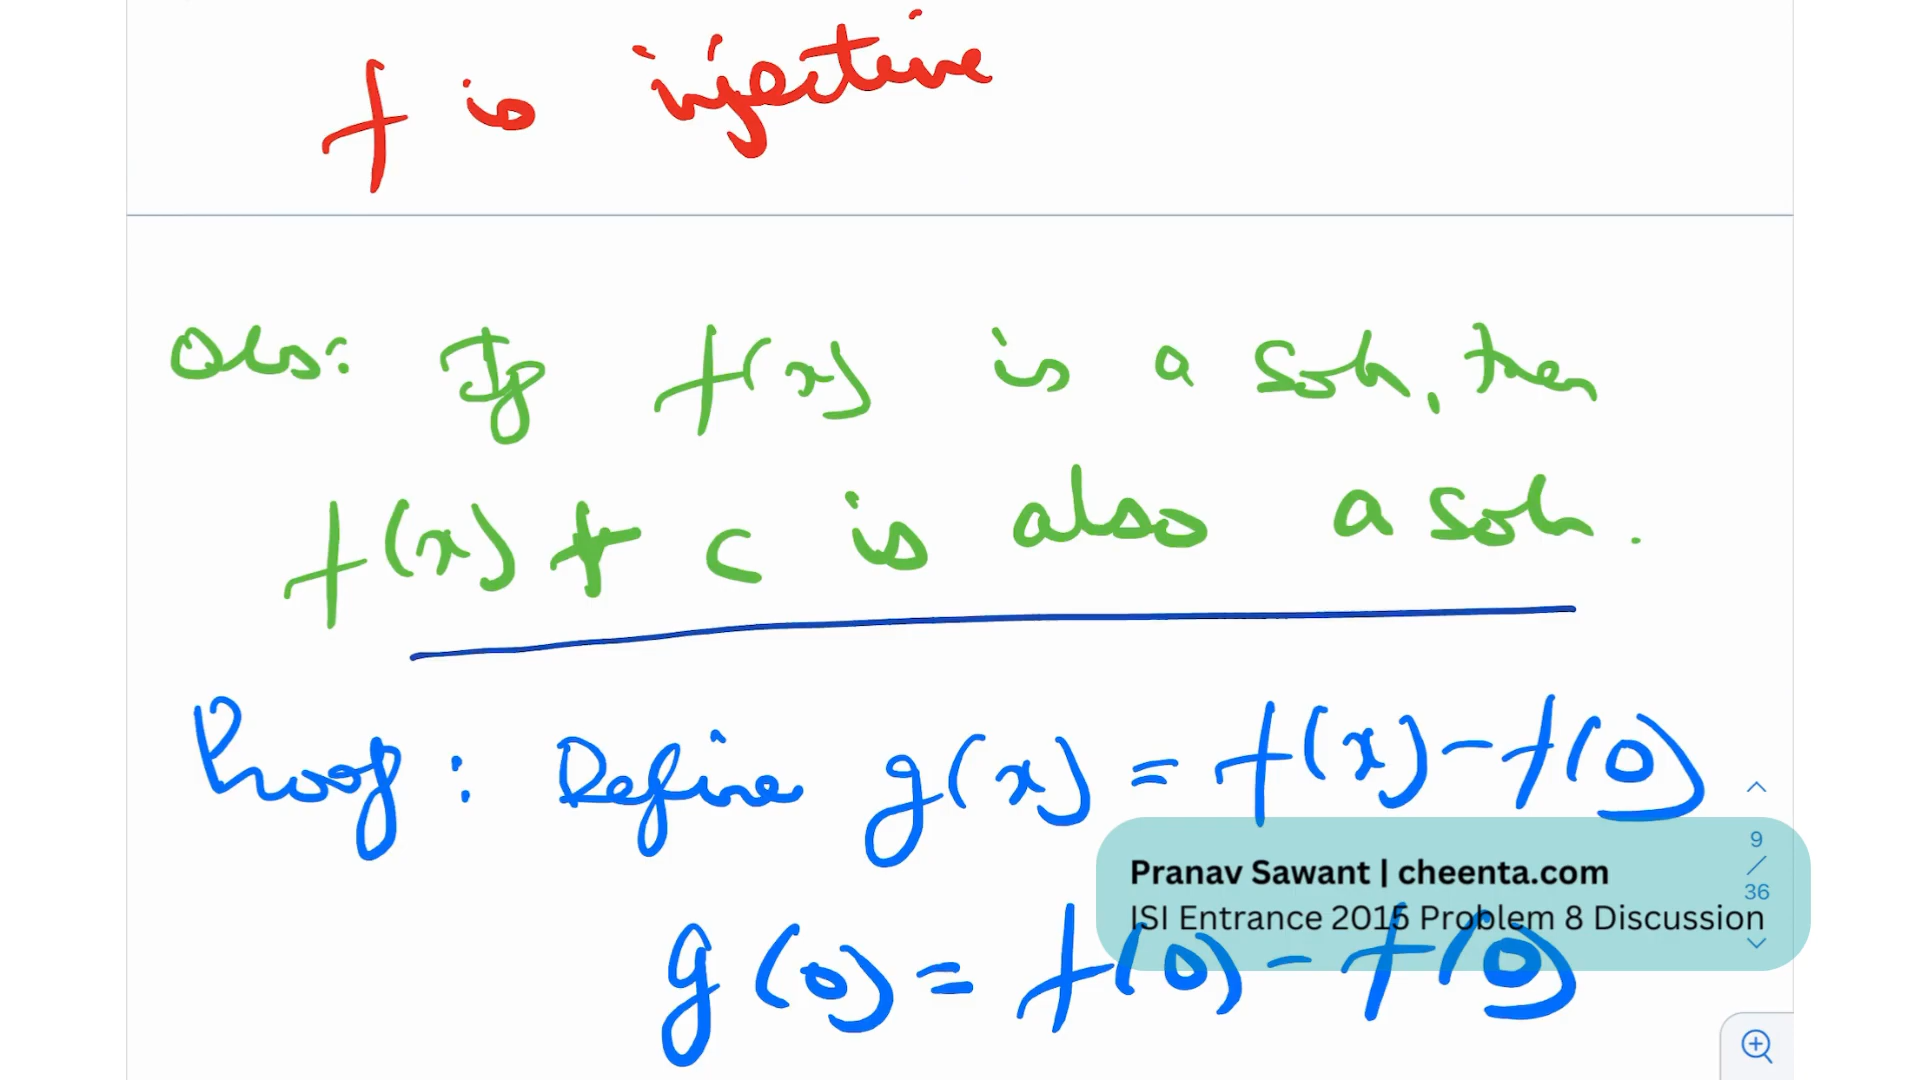 f is injective
Obs: If f(x) is a soln, then
f(x) + c is also a soln.
Proof: Define g(x) = f(x) - f(0)
9
/
36
Pranav Sawant | cheenta.com
ISI Entrance 2015 Problem 8 Discussion
g(0) = f(0) - f(0)